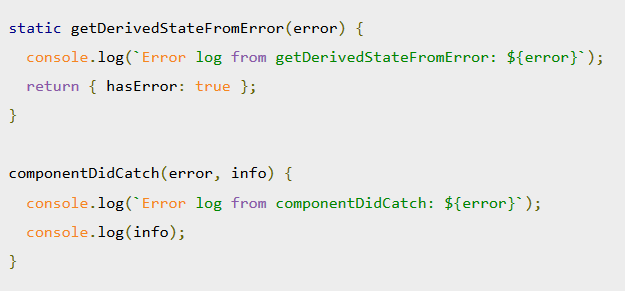 static getDerivedStateFromError(error) {
  console.log(`Error log from getDerivedStateFromError: ${error}`);
  return { hasError: true };
}

componentDidCatch(error, info) {
  console.log(`Error log from componentDidCatch: ${error}`);
  console.log(info);
}